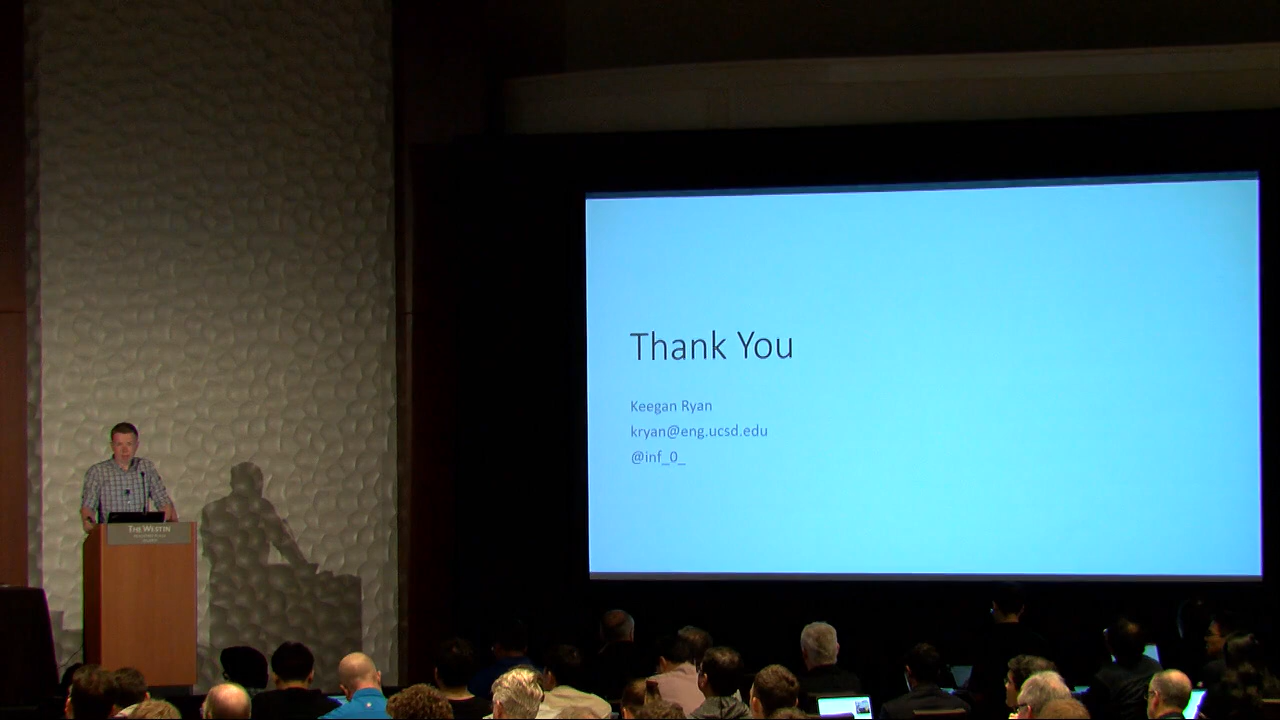 Thank You
Keegan Ryan
kryan@eng.ucsd.edu
@inf_0_
THE WESTIN